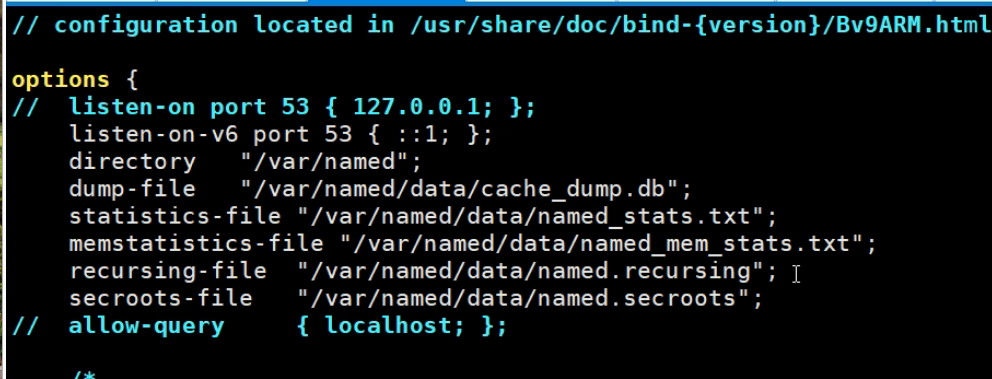 // configuration located in /usr/share/doc/bind-{version}/Bv9ARM.html
options {
//  listen-on port 53 { 127.0.0.1; };
    listen-on-v6 port 53 { ::1; };
    directory   "/var/named";
    dump-file   "/var/named/data/cache_dump.db";
    statistics-file "/var/named/data/named_stats.txt";
    memstatistics-file "/var/named/data/named_mem_stats.txt";
    recursing-file  "/var/named/data/named.recursing";
    secroots-file   "/var/named/data/named.secroots";
//  allow-query     { localhost; };
    /*